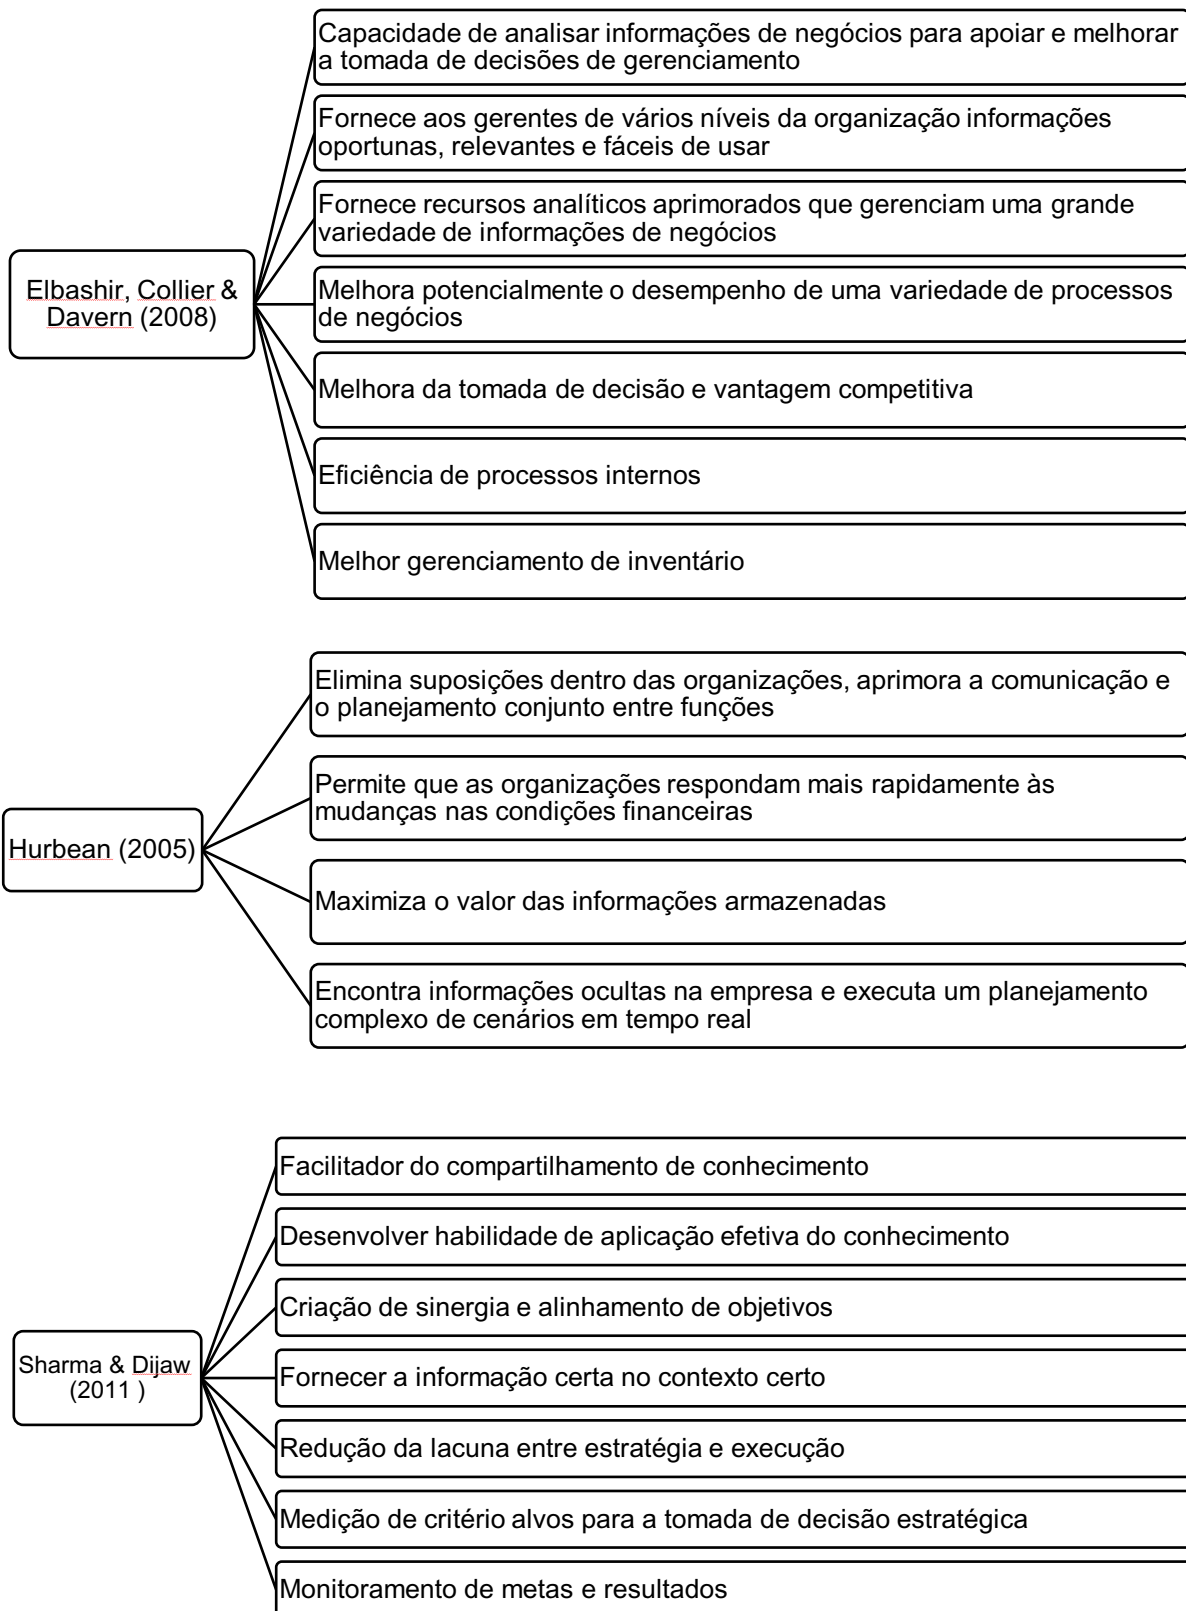 Elbashir, Collier &
Davern (2008)
Capacidade de analisar informações de negócios para apoiar e melhorar
a tomada de decisões de gerenciamento
Fornece aos gerentes de vários níveis da organização informações
oportunas, relevantes e fáceis de usar
Fornece recursos analíticos aprimorados que gerenciam uma grande
variedade de informações de negócios
Melhora potencialmente o desempenho de uma variedade de processos
de negócios
Melhora da tomada de decisão e vantagem competitiva
Eficiência de processos internos
Melhor gerenciamento de inventário
Hurbean (2005)
Elimina suposições dentro das organizações, aprimora a comunicação e
o planejamento conjunto entre funções
Permite que as organizações respondam mais rapidamente às
mudanças nas condições financeiras
Maximiza o valor das informações armazenadas
Encontra informações ocultas na empresa e executa um planejamento
complexo de cenários em tempo real
Sharma & Dijaw
(2011 )
Facilitador do compartilhamento de conhecimento
Desenvolver habilidade de aplicação efetiva do conhecimento
Criação de sinergia e alinhamento de objetivos
Fornecer a informação certa no contexto certo
Redução da lacuna entre estratégia e execução
Medição de critério alvos para a tomada de decisão estratégica
Monitoramento de metas e resultados